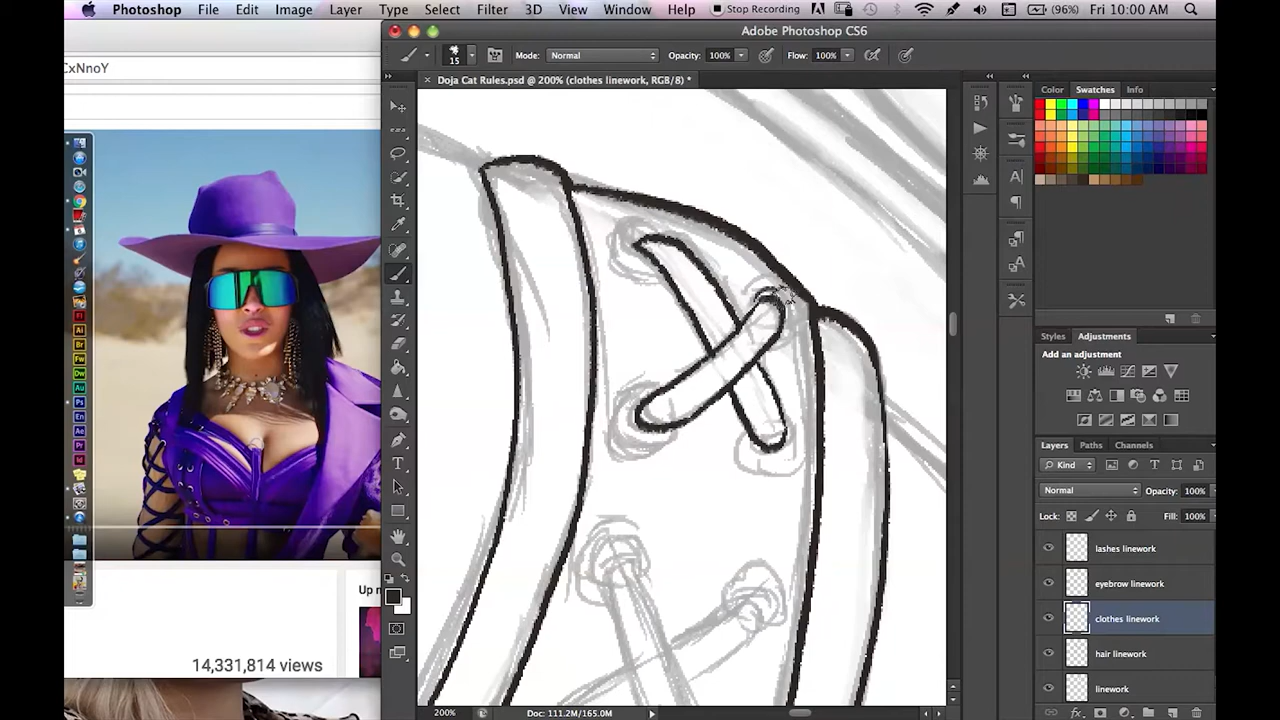 Photoshop File Edit Image Layer Type Select Filter 3D View Window Help Stop Recording (96%) Fri 10:00 AM
Adobe Photoshop CS6
CxNnoY
15 Mode: Normal Opacity: 100% Flow: 100%
Doja Cat Rules.psd @ 200% (clothes linework, RGB/8) *
Color Swatches Info
Styles Adjustments
Add an adjustment
Layers Paths Channels
Kind
Normal Opacity: 100%
Lock: Fill: 100%
lashes linework
eyebrow linework
clothes linework
hair linework
linework
Up n
14,331,814 views
200% Doc: 111.2M/165.0M